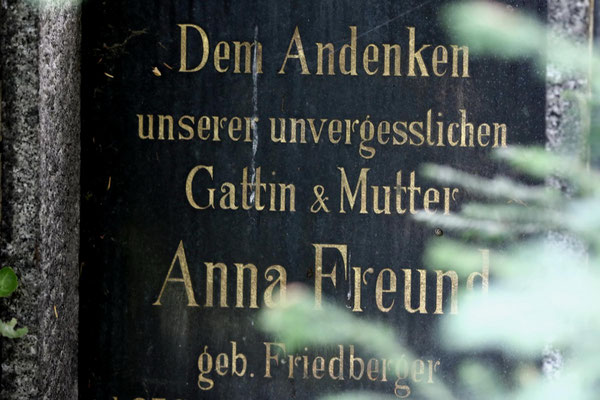 Dem Andenken
unserer unvergesslichen
Gattin & Mutter
Anna Freund
geb. Friedberger